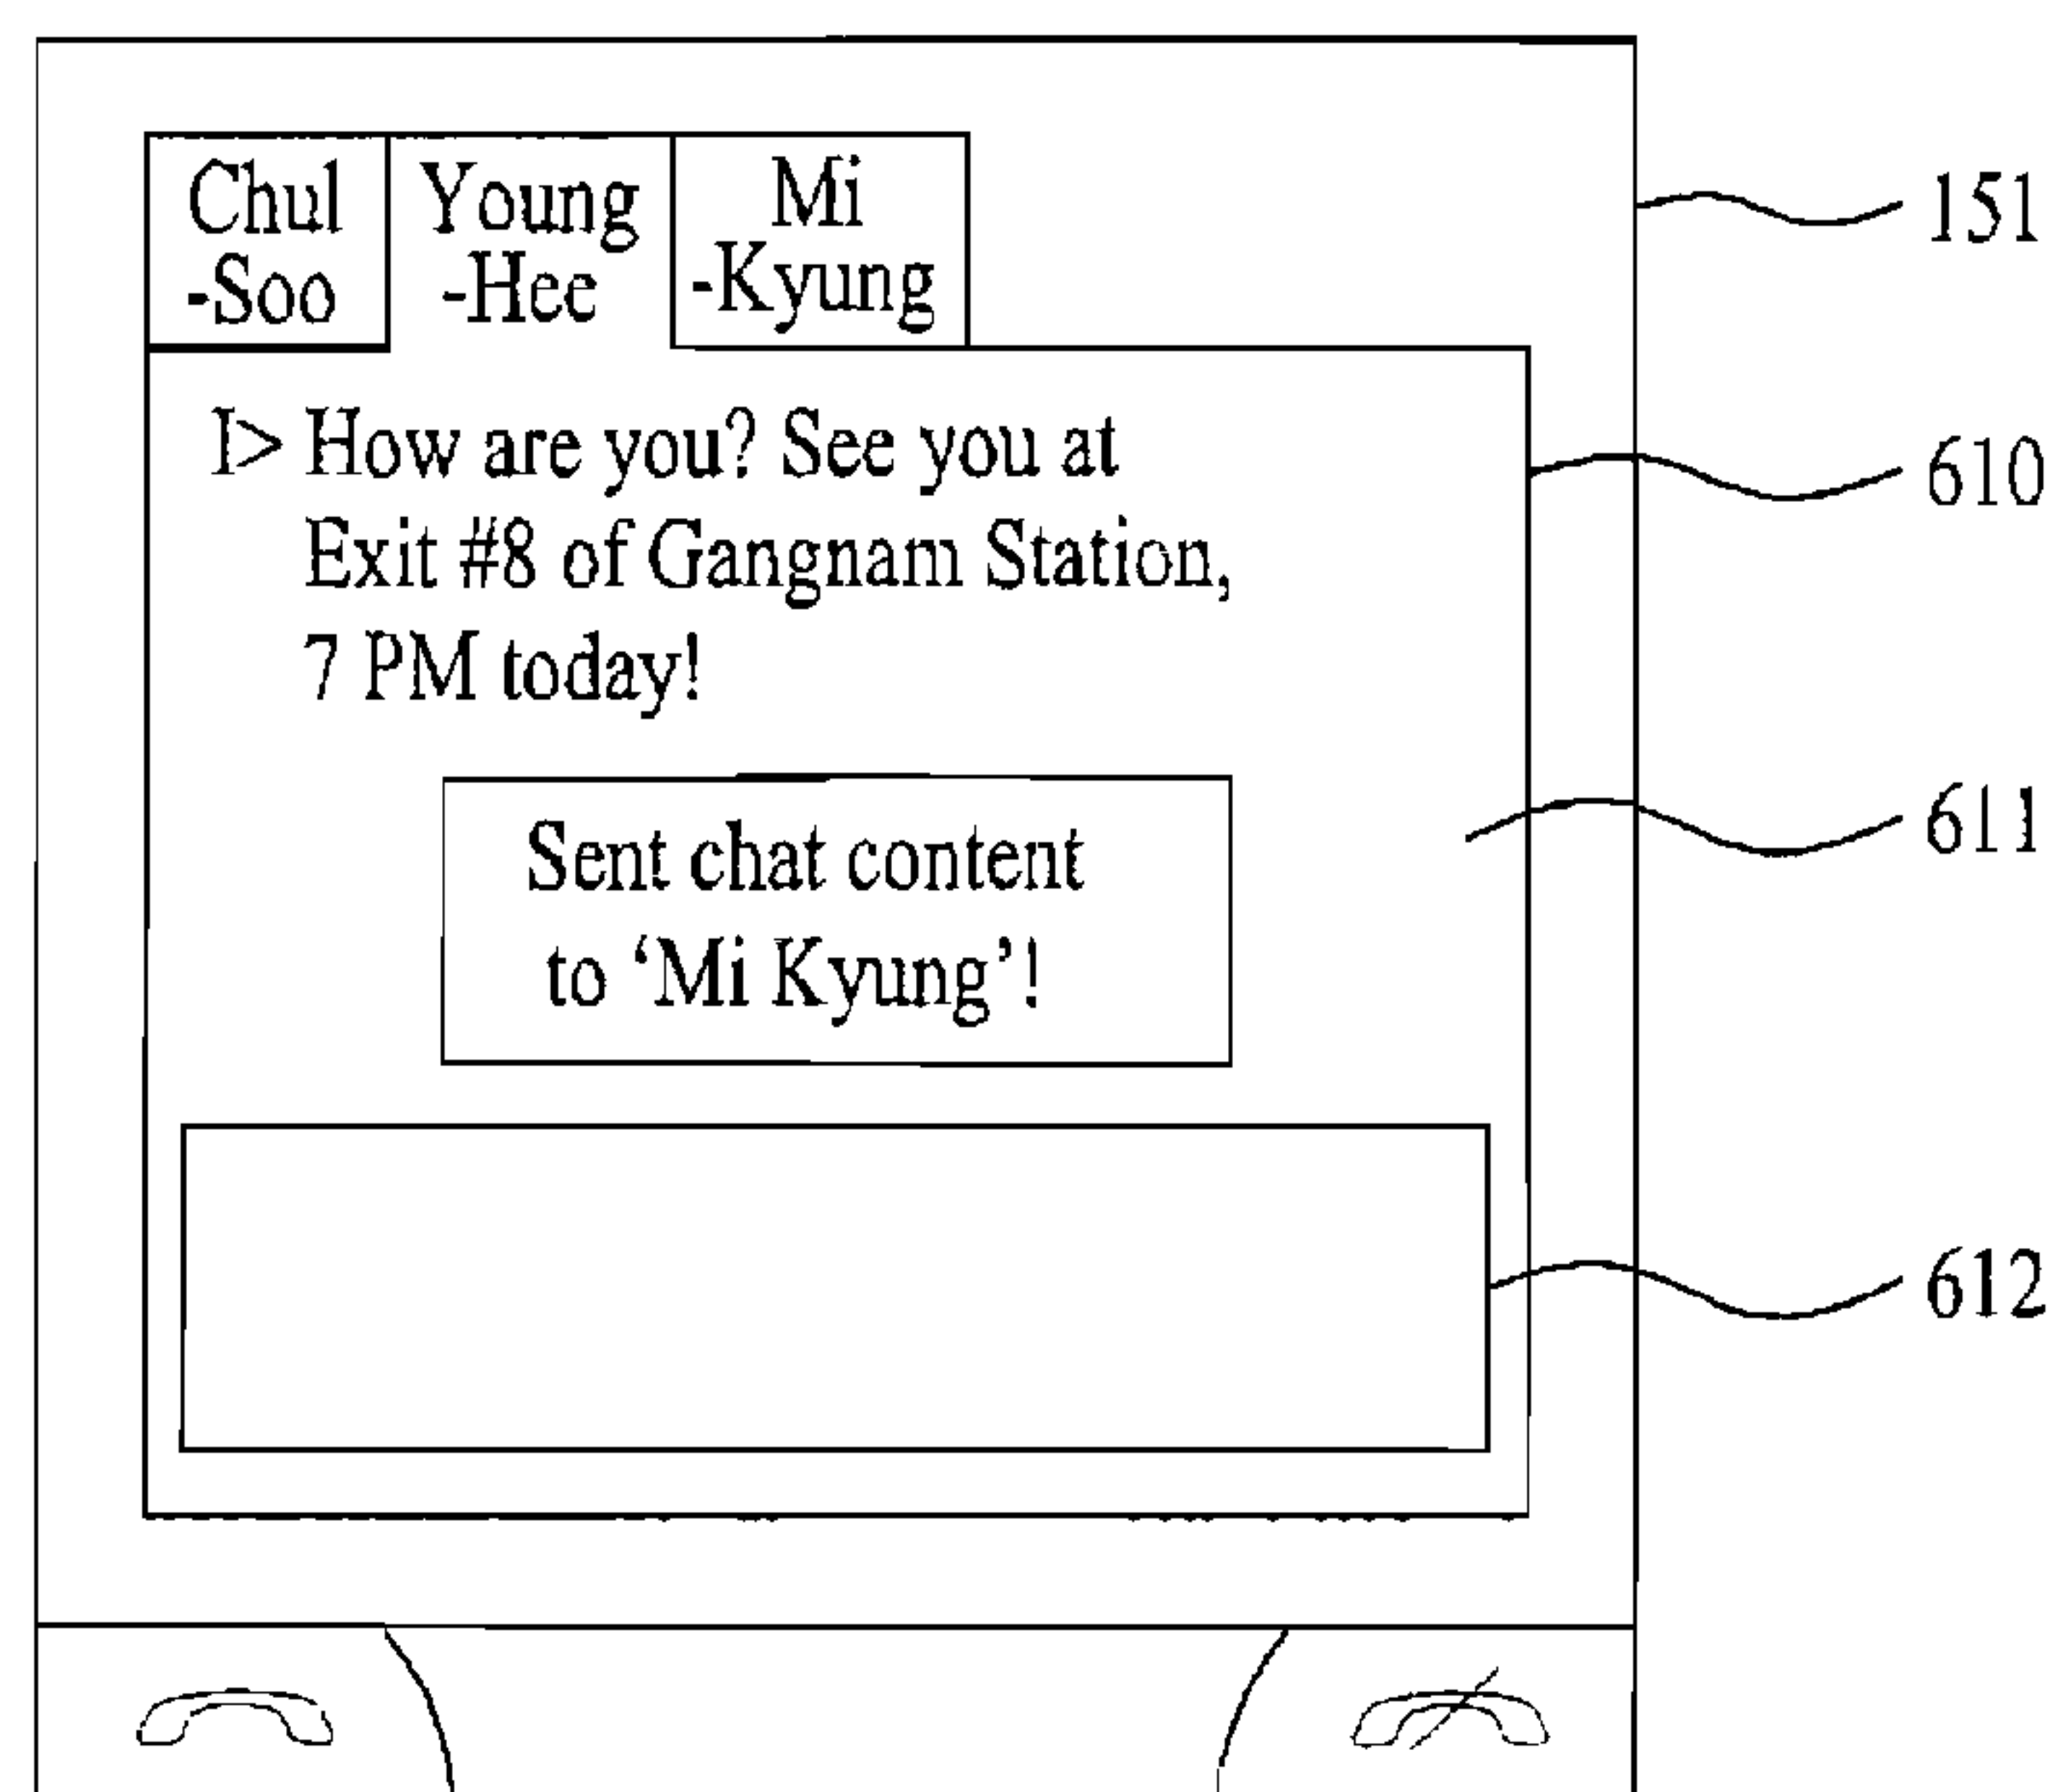 Chul
-Soo
Young
-Hee
Mi
-Kyung
151
I> How are you? See you at
610
Exit #8 of Gangnam Station,
7 PM today!
Sent chat content
611
to ‘Mi Kyung’!
612